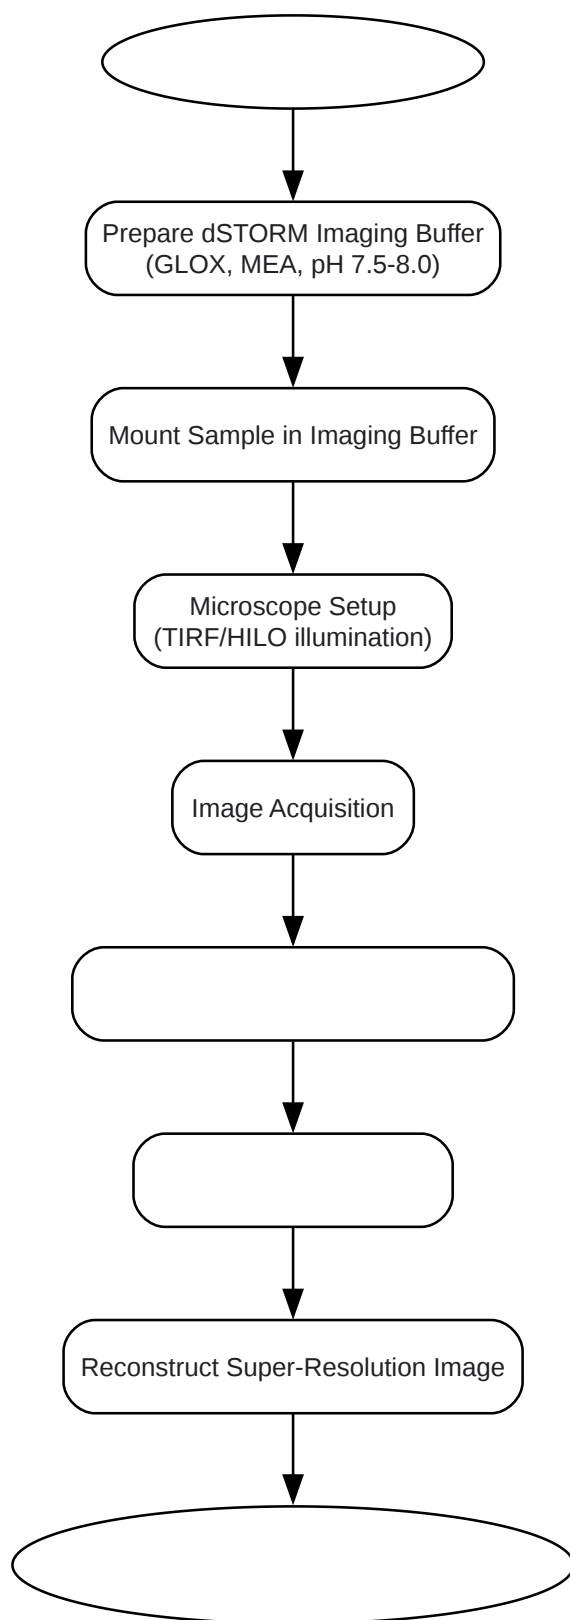 Prepare dSTORM Imaging Buffer
(GLOX, MEA, pH 7.5-8.0)
Mount Sample in Imaging Buffer
Microscope Setup
(TIRF/HILO illumination)
Image Acquisition
Reconstruct Super-Resolution Image